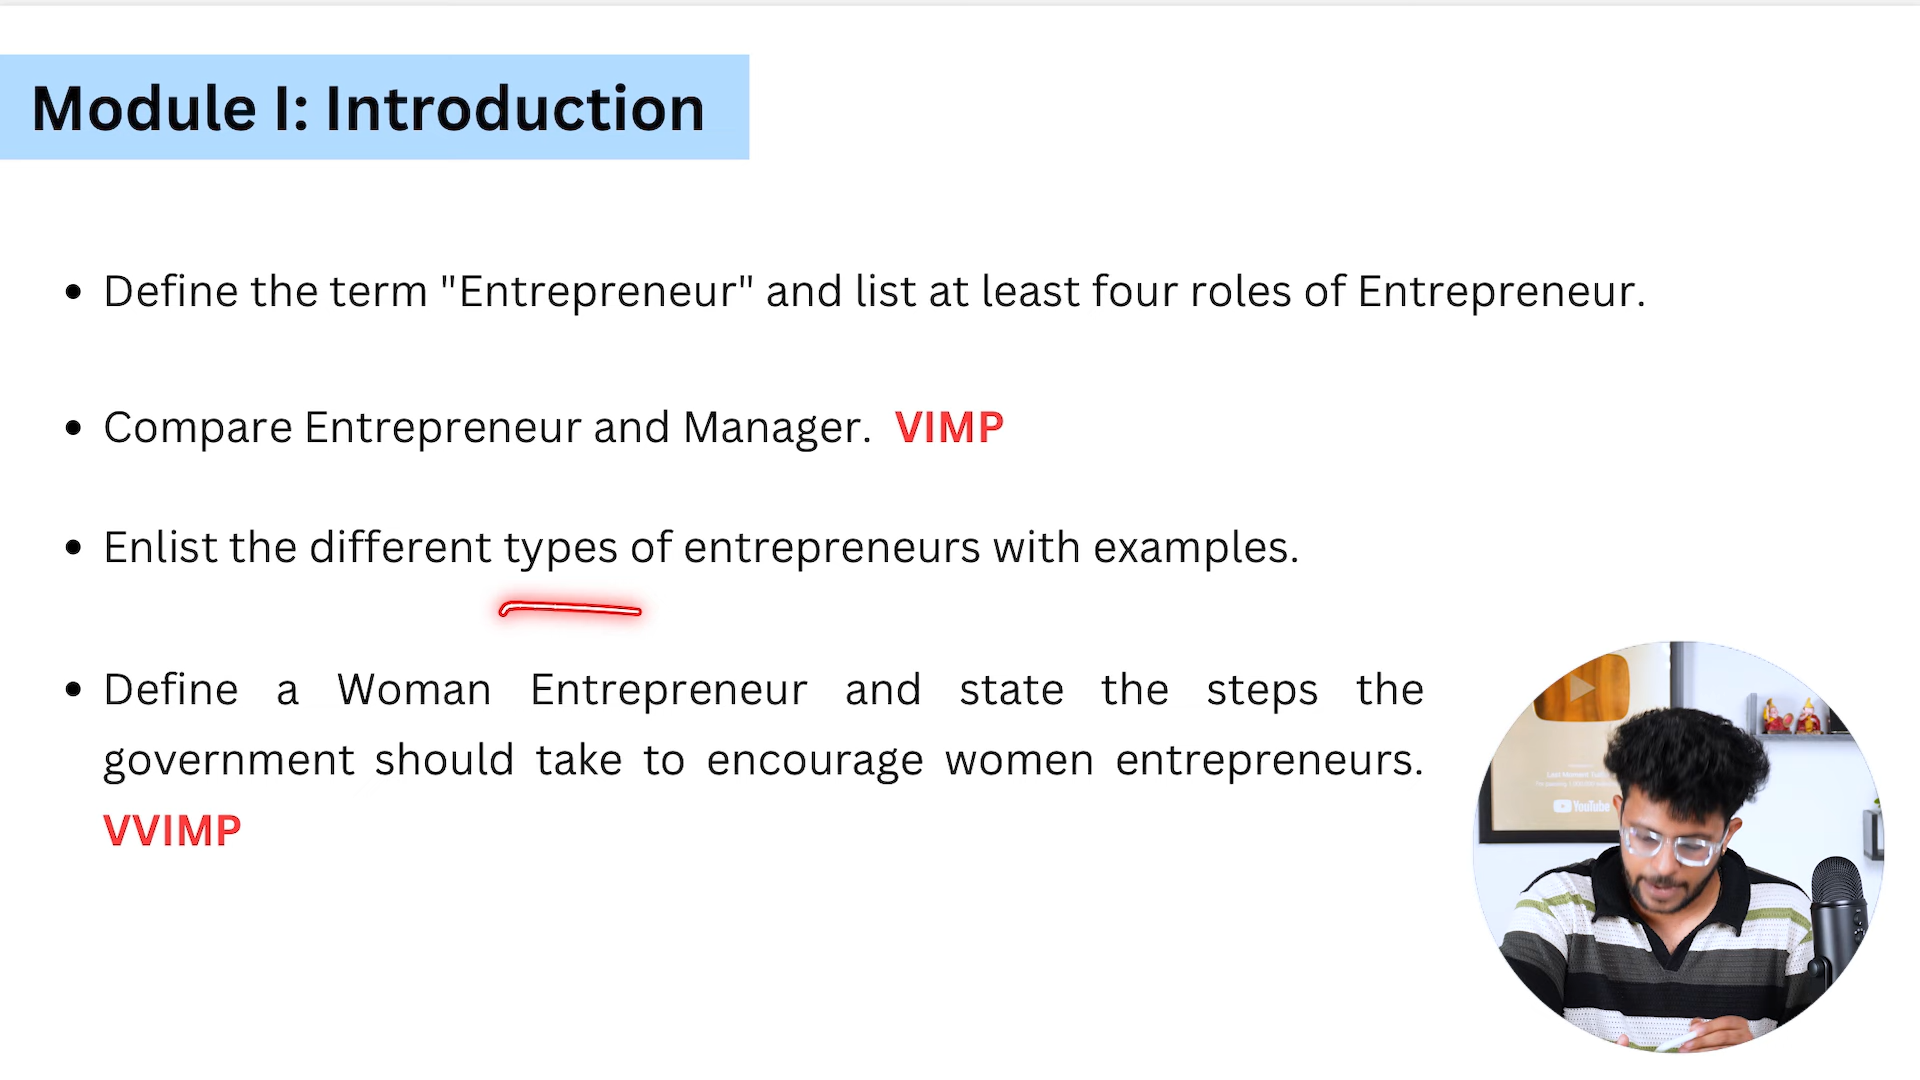 Module I: Introduction
• Define the term "Entrepreneur" and list at least four roles of Entrepreneur.
• Compare Entrepreneur and Manager. VIMP
• Enlist the different types of entrepreneurs with examples.
• Define a Woman Entrepreneur and state the steps the
government should take to encourage women entrepreneurs.
VVIMP
YouTube